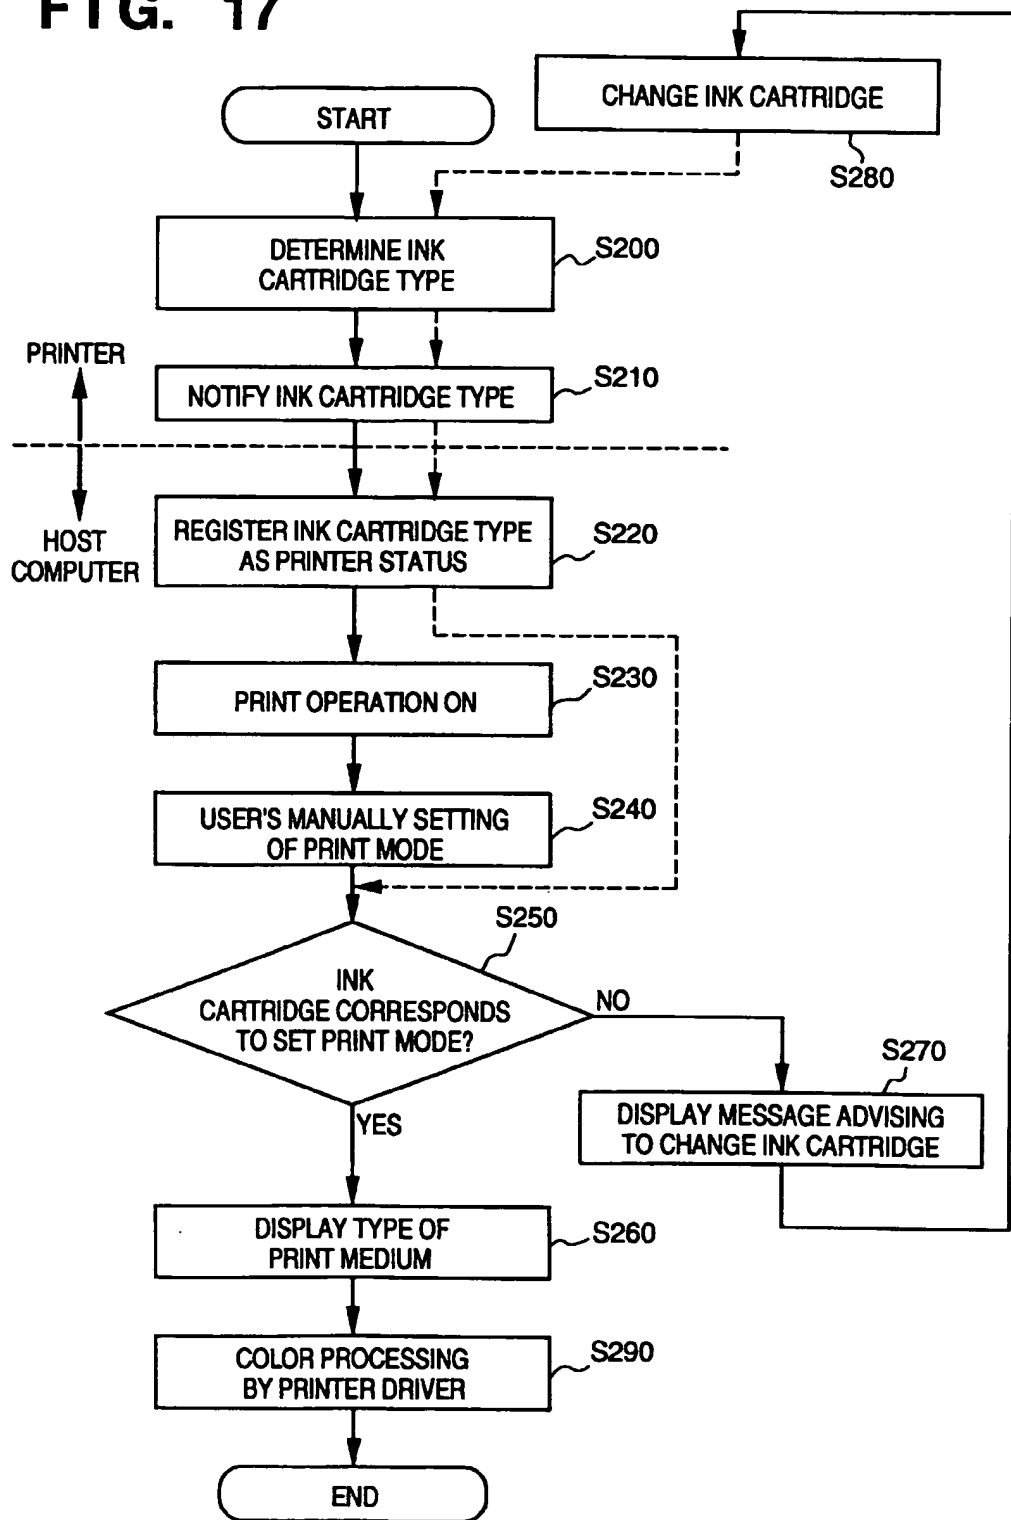 FIG. 17
CHANGE INK CARTRIDGE
S280
START
DETERMINE INK
CARTRIDGE TYPE
S200
PRINTER
NOTIFY INK CARTRIDGE TYPE
S210
HOST
COMPUTER
REGISTER INK CARTRIDGE TYPE
AS PRINTER STATUS
S220
PRINT OPERATION ON
S230
USER'S MANUALLY SETTING
OF PRINT MODE
S240
S250
INK
CARTRIDGE CORRESPONDS
TO SET PRINT MODE?
NO
YES
S270
DISPLAY MESSAGE ADVISING
TO CHANGE INK CARTRIDGE
DISPLAY TYPE OF
PRINT MEDIUM
S260
COLOR PROCESSING
BY PRINTER DRIVER
S290
END